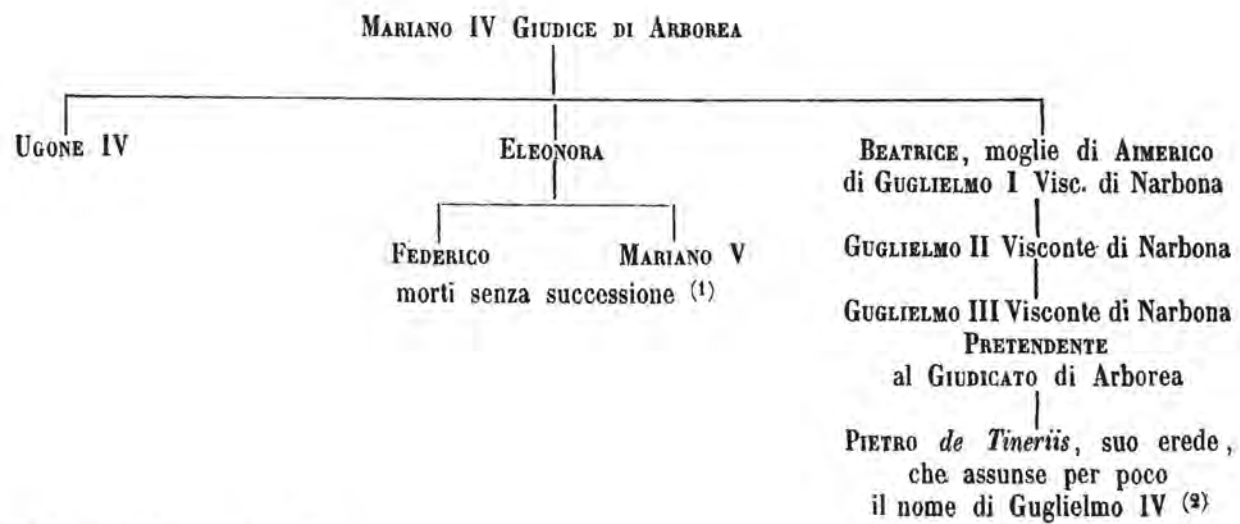 MARIANO IV GIUDICE DI ARBOREA
UGONE IV
ELEONORA
BEATRICE, moglie di AIMERICO
di GUGLIELMO I Visc. di Narbona
FEDERICO
MARIANO V
morti senza successione (1)
GUGLIELMO II Visconte di Narbona
GUGLIELMO III Visconte di Narbona
PRETENDENTE
al GIUDICATO di Arborea
PIETRO de Tineriis, suo erede,
che assunse per poco
il nome di Guglielmo IV (2)